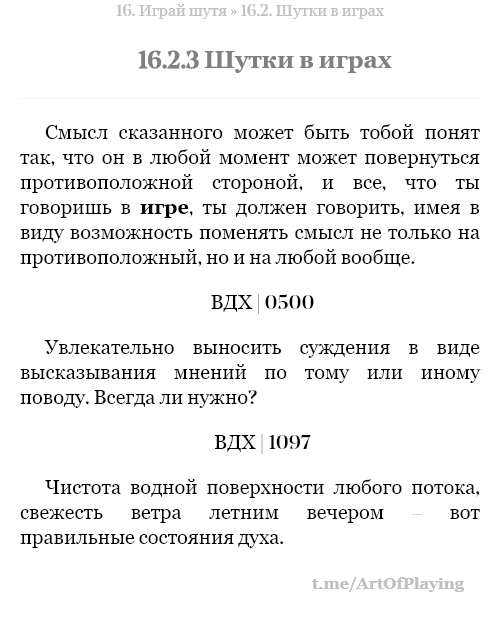 16. Играй шутя » 16.2. Шутки в играх
16.2.3 Шутки в играх
Смысл сказанного может быть тобой понят
так, что он в любой момент может повернуться
противоположной стороной, и все, что ты
говоришь в игре, ты должен говорить, имея в
виду возможность поменять смысл не только на
противоположный, но и на любой вообще.
ВДХ | 0500
Увлекательно выносить суждения в виде
высказывания мнений по тому или иному
поводу. Всегда ли нужно?
ВДХ | 1097
Чистота водной поверхности любого потока,
свежесть ветра летним вечером – вот
правильные состояния духа.
t.me/ArtOfPlaying